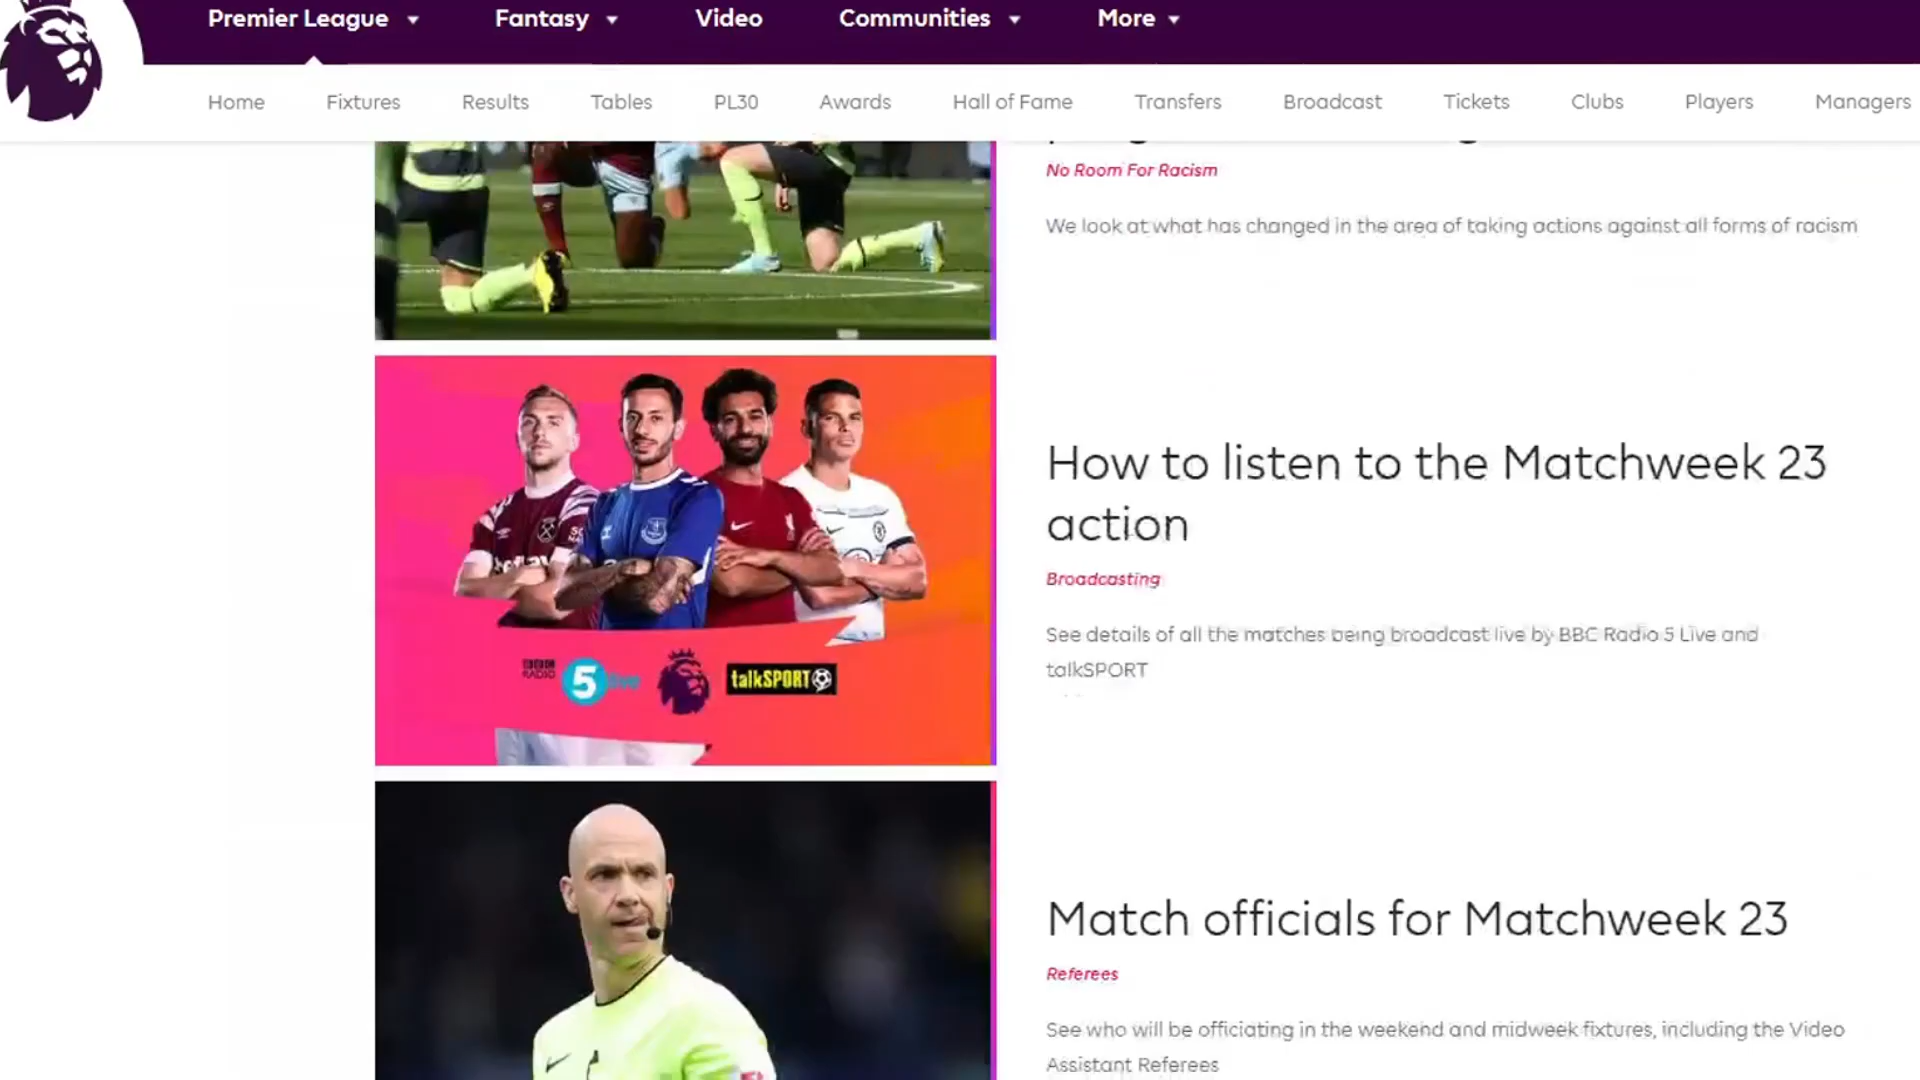 Premier League
Fantasy
Video
Communities
More
Home
Fixtures
Results
Tables
PL30
Awards
Hall of Fame
Transfers
Broadcast
Tickets
Clubs
Players
Managers
No Room For Racism
We look at what has changed in the area of taking actions against all forms of racism
How to listen to the Matchweek 23
action
Broadcasting
See details of all the matches being broadcast live by BBC Radio 5 Live and
talkSPORT
BBC
RADIO
5 live
talkSPORT
Match officials for Matchweek 23
Referees
See who will be officiating in the weekend and midweek fixtures, including the Video
Assistant Referees